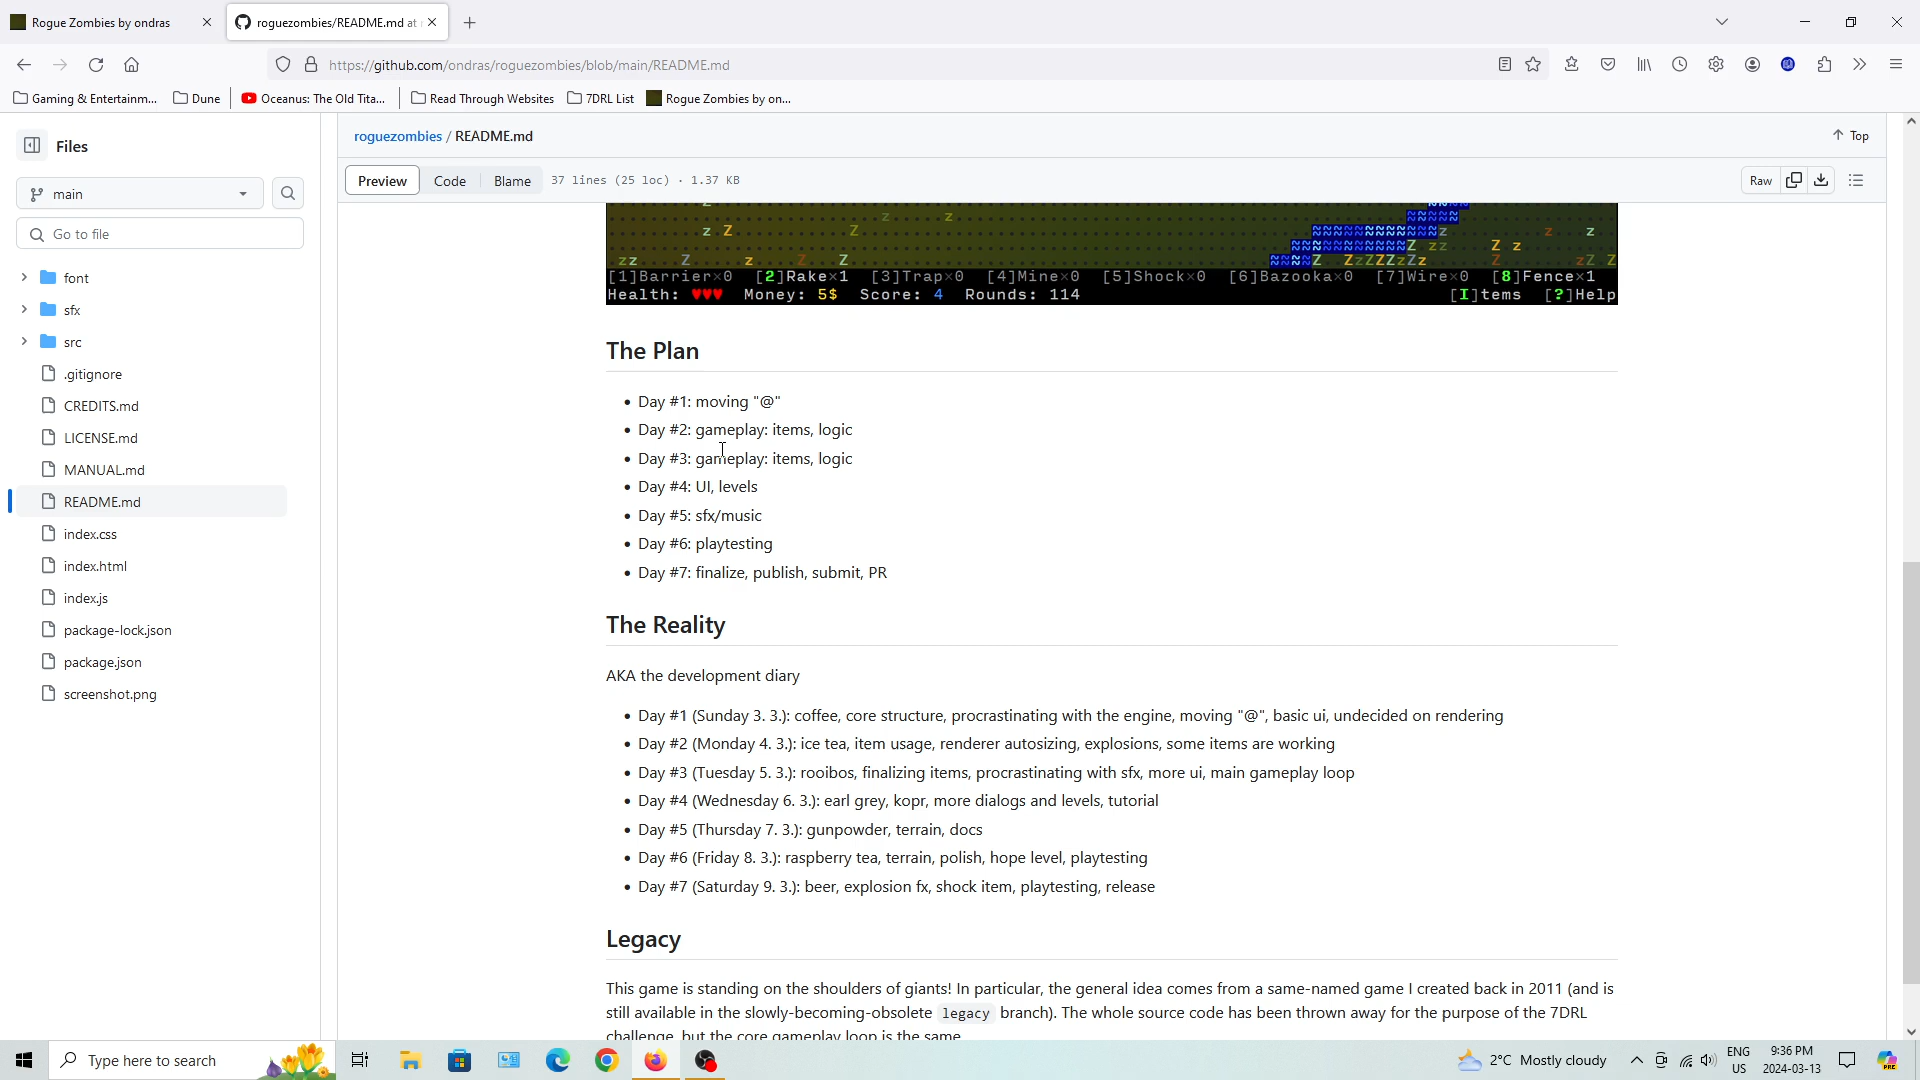 Rogue Zombies by ondras
roguezombies/README.md at
https://github.com/ondras/roguezombies/blob/main/README.md
Gaming & Entertainm...
Dune
Oceanus: The Old Tita...
Read Through Websites
7DRL List
Rogue Zombies by on...
Files
main
Go to file
font
sfx
src
.gitignore
CREDITS.md
LICENSE.md
MANUAL.md
README.md
index.css
index.html
index.js
package-lock.json
package.json
screenshot.png
roguezombies / README.md
Top
Preview
Code
Blame
37 lines (25 loc) · 1.37 KB
Raw
[1]Barrier×0 [2]Rake×1 [3]Trap×0 [4]Mine×0 [5]Shock×0 [6]Bazooka×0 [7]Wire×0 [8]Fence×1
Health: ♥♥♥ Money: 5$ Score: 4 Rounds: 114 [I]tems [?]Help
The Plan
• Day #1: moving "@"
• Day #2: gameplay: items, logic
• Day #3: gameplay: items, logic
• Day #4: UI, levels
• Day #5: sfx/music
• Day #6: playtesting
• Day #7: finalize, publish, submit, PR
The Reality
AKA the development diary
• Day #1 (Sunday 3. 3.): coffee, core structure, procrastinating with the engine, moving "@", basic ui, undecided on rendering
• Day #2 (Monday 4. 3.): ice tea, item usage, renderer autosizing, explosions, some items are working
• Day #3 (Tuesday 5. 3.): rooibos, finalizing items, procrastinating with sfx, more ui, main gameplay loop
• Day #4 (Wednesday 6. 3.): earl grey, kopr, more dialogs and levels, tutorial
• Day #5 (Thursday 7. 3.): gunpowder, terrain, docs
• Day #6 (Friday 8. 3.): raspberry tea, terrain, polish, hope level, playtesting
• Day #7 (Saturday 9. 3.): beer, explosion fx, shock item, playtesting, release
Legacy
This game is standing on the shoulders of giants! In particular, the general idea comes from a same-named game I created back in 2011 (and is
still available in the slowly-becoming-obsolete legacy branch). The whole source code has been thrown away for the purpose of the 7DRL
challenge, but the core gameplay loop is the same.
Type here to search
2°C Mostly cloudy
ENG
US
9:36 PM
2024-03-13